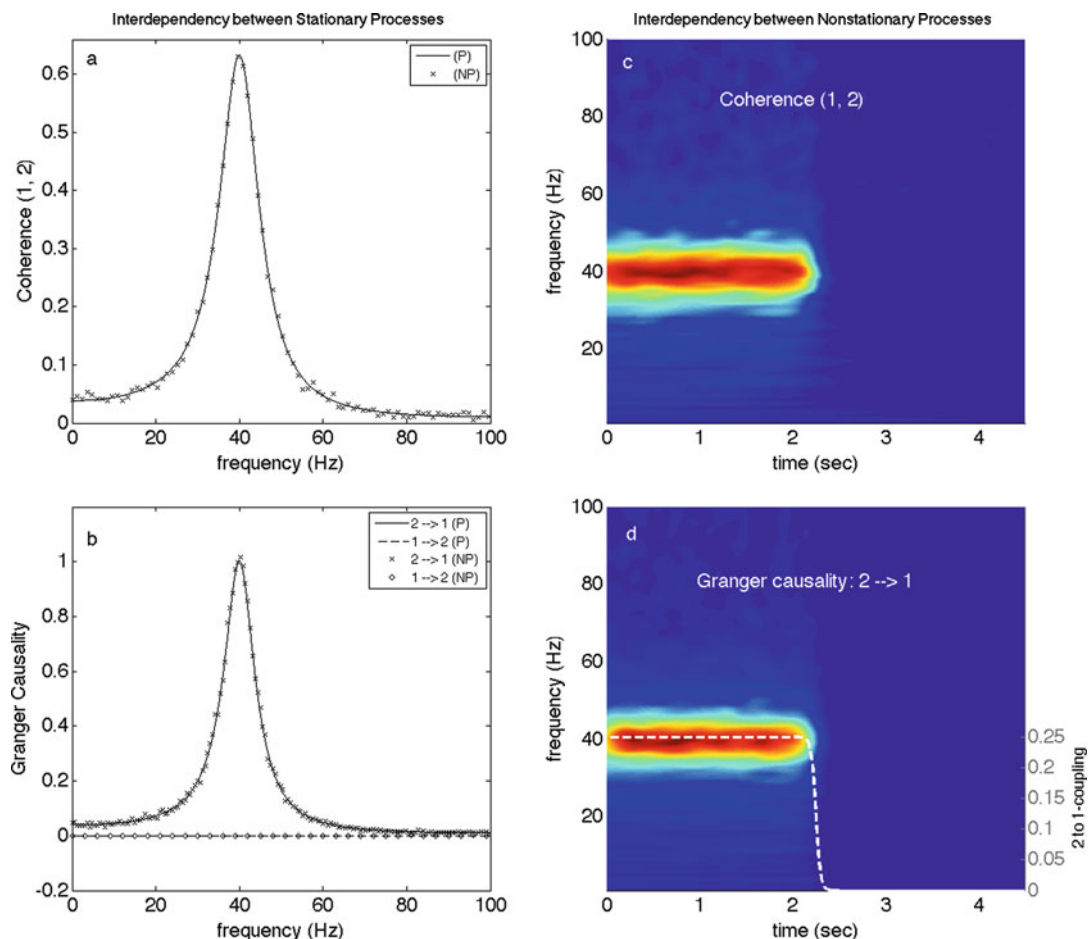 Interdependency between Stationary Processes
a
(P)
(NP)
0.6
0.5
0.4
0.3
0.2
0.1
0
Coherence (1, 2)
0 20 40 60 80 100
frequency (Hz)
Interdependency between Nonstationary Processes
c
Coherence (1, 2)
100
80
60
40
20
frequency (Hz)
0 1 2 3 4
time (sec)
b
2 --> 1 (P)
1 --> 2 (P)
2 --> 1 (NP)
1 --> 2 (NP)
1
0.8
0.6
0.4
0.2
0
-0.2
Granger Causality
0 20 40 60 80 100
frequency (Hz)
d
Granger causality: 2 --> 1
100
80
60
40
20
frequency (Hz)
0.25
0.2
0.15
0.1
0.05
0
2 to 1-coupling
0 1 2 3 4
time (sec)